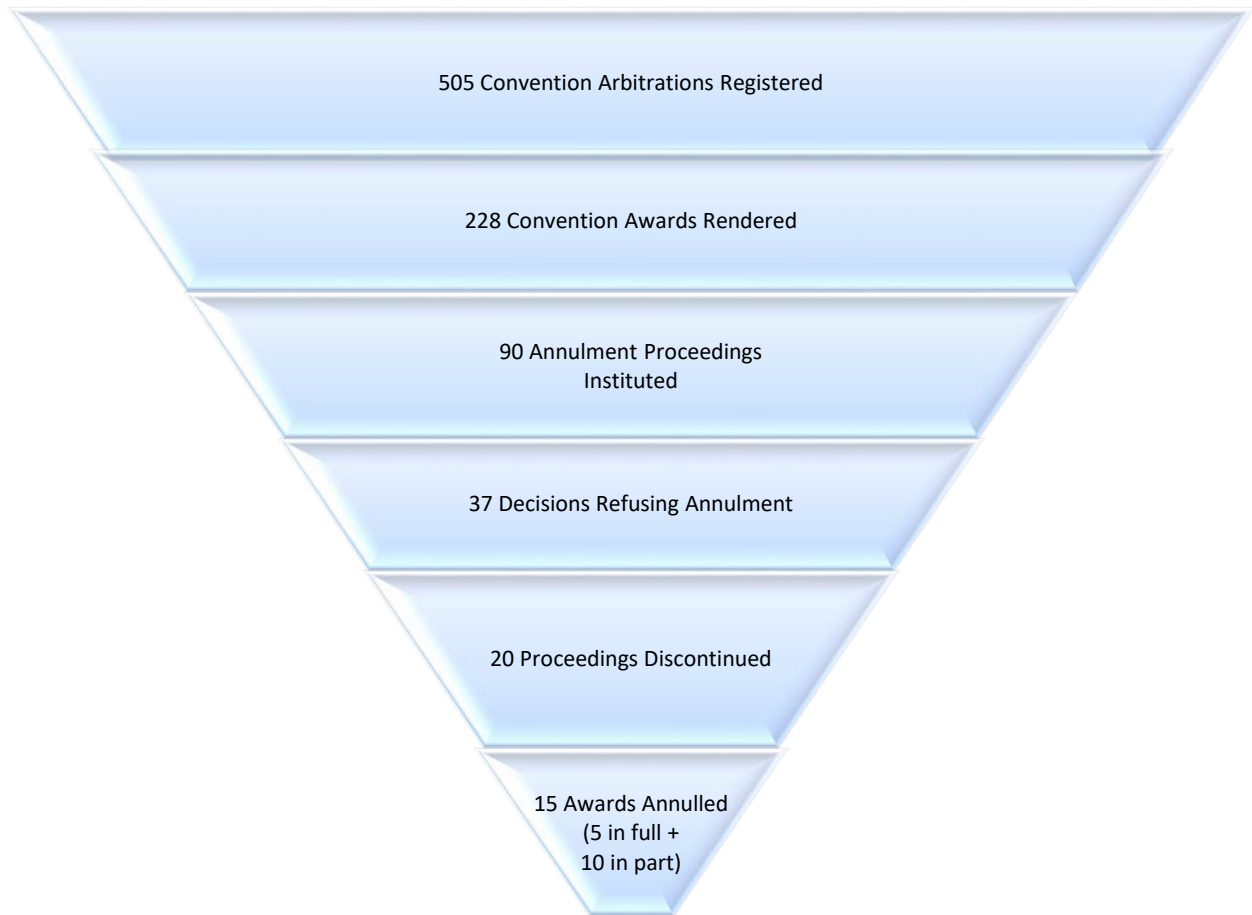 505 Convention Arbitrations Registered
228 Convention Awards Rendered
90 Annulment Proceedings
Instituted
37 Decisions Refusing Annulment
20 Proceedings Discontinued
15 Awards Annulled
(5 in full +
10 in part)